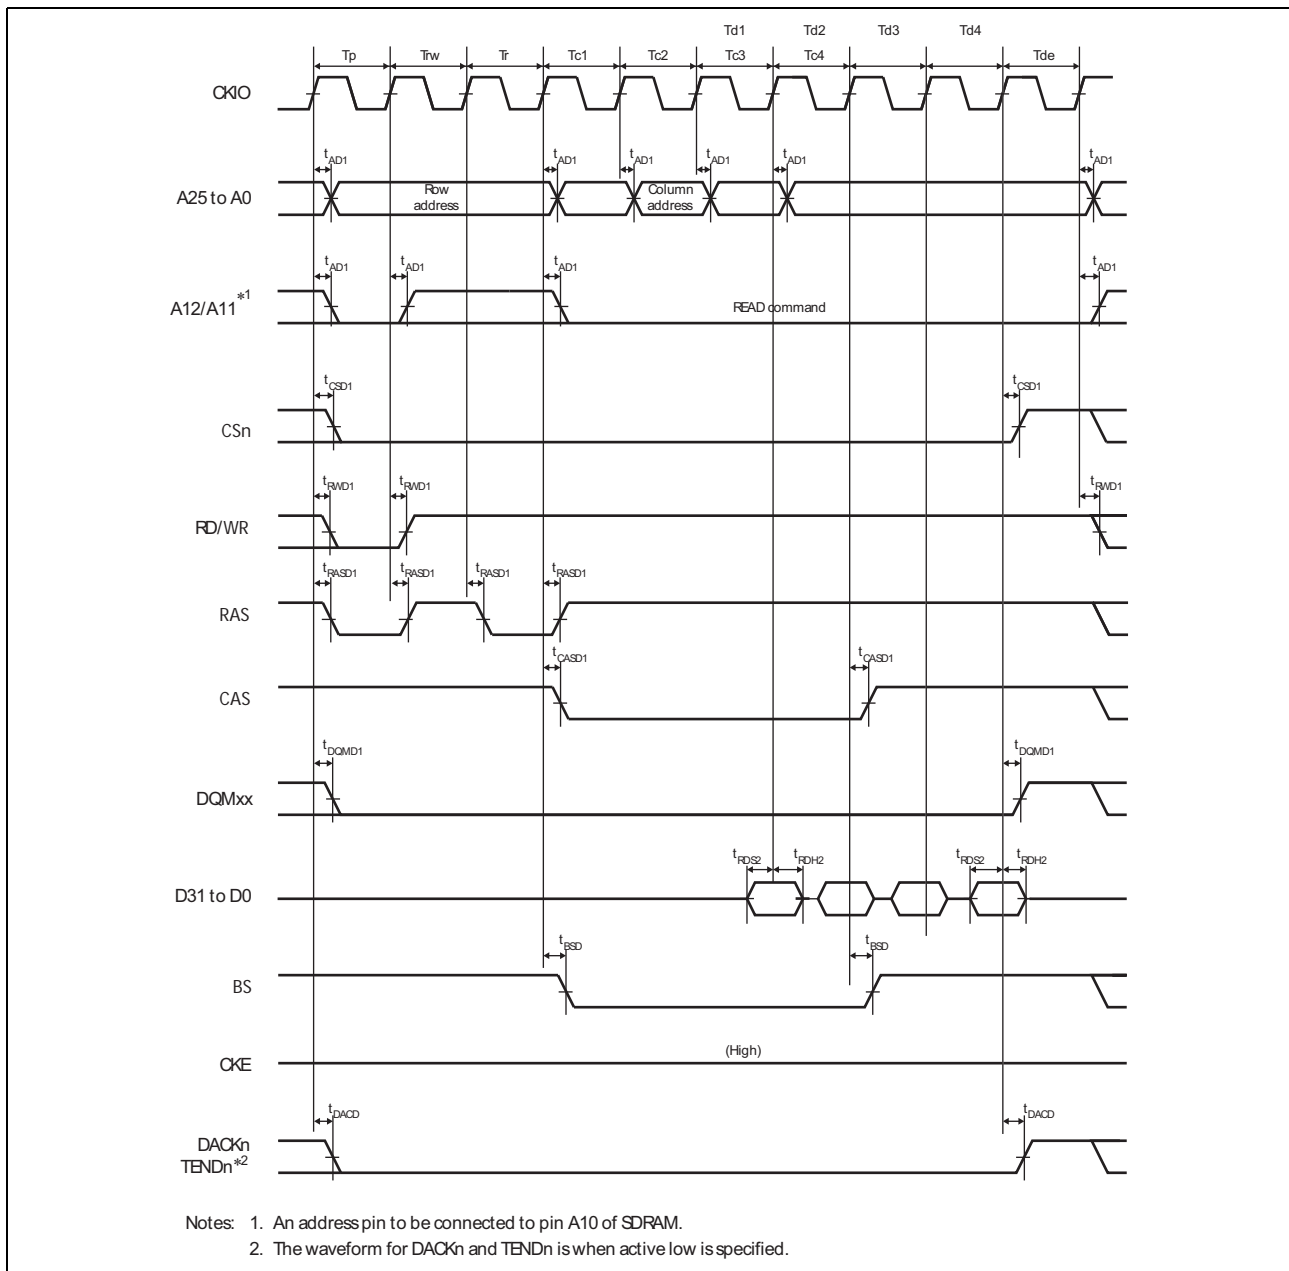 Td1 Td2 Td3 Td4
Tp Trw Tr Tc1 Tc2 Tc3 Tc4 Tde
CKIO
tAD1 tAD1 tAD1 tAD1 tAD1 tAD1
A25 to A0
Row
address
Column
address
tAD1 tAD1 tAD1 tAD1
A12/A11*1
READ command
tCSD1 tCSD1
CSn
tRWD1 tRWD1 tRWD1
RD/WR
tRASD1 tRASD1 tRASD1 tRASD1
RAS
tCASD1 tCASD1
CAS
tDQMD1 tDQMD1
DQMxx
tRDS2 tRDH2 tRDS2 tRDH2
D31 to D0
tBSD tBSD
BS
(High)
CKE
tDACD tDACD
DACKn
TENDn*2
Notes: 1. An address pin to be connected to pin A10 of SDRAM.
2. The waveform for DACKn and TENDn is when active low is specified.